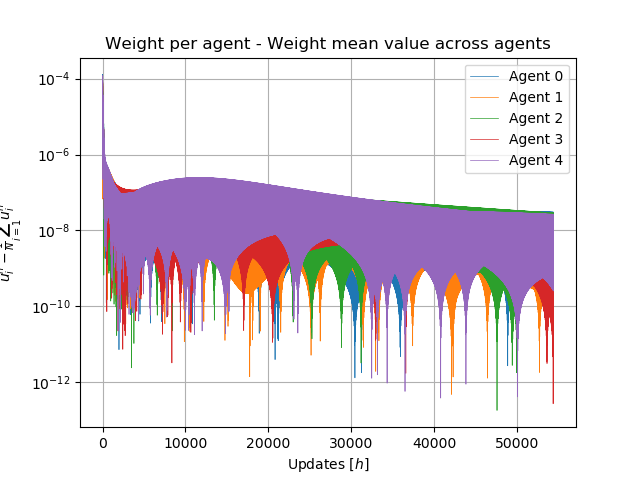 Weight per agent - Weight mean value across agents
10⁻⁴
10⁻⁶
10⁻⁸
10⁻¹⁰
10⁻¹²
Agent 0
Agent 1
Agent 2
Agent 3
Agent 4
0
10000
20000
30000
40000
50000
Updates [h]